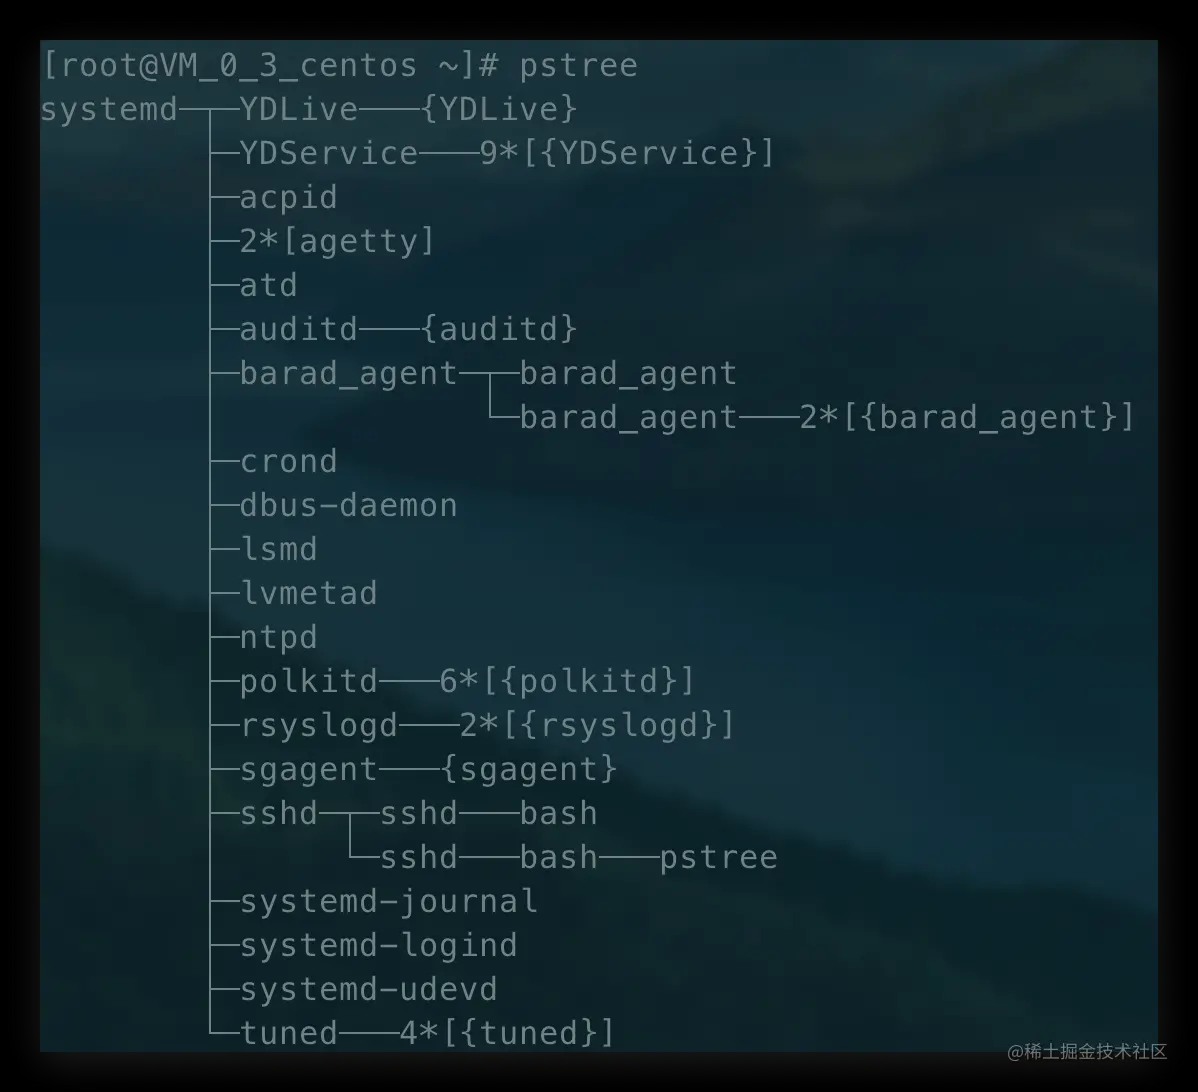 [root@VM_0_3_centos ~]# pstree
systemd─┬─YDLive───{YDLive}
        ├─YDService───9*[{YDService}]
        ├─acpid
        ├─2*[agetty]
        ├─atd
        ├─auditd───{auditd}
        ├─barad_agent─┬─barad_agent
        │             └─barad_agent───2*[{barad_agent}]
        ├─crond
        ├─dbus-daemon
        ├─lsmd
        ├─lvmetad
        ├─ntpd
        ├─polkitd───6*[{polkitd}]
        ├─rsyslogd───2*[{rsyslogd}]
        ├─sgagent───{sgagent}
        ├─sshd─┬─sshd───bash
        │      └─sshd───bash───pstree
        ├─systemd-journal
        ├─systemd-logind
        ├─systemd-udevd
        └─tuned───4*[{tuned}]
@稀土掘金技术社区